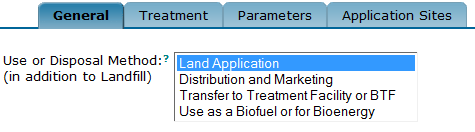 General Treatment Parameters Application Sites
Use or Disposal Method:?
(in addition to Landfill)
Land Application
Distribution and Marketing
Transfer to Treatment Facility or BTF
Use as a Biofuel or for Bioenergy